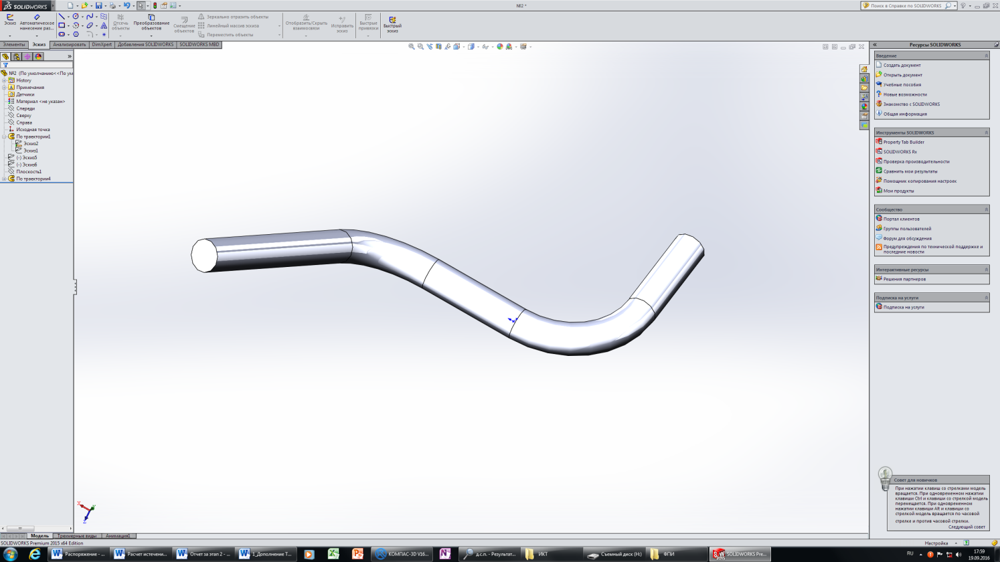 SOLIDWORKS
№2 *
Поиск в Справке по SOLIDWORKS
Эскиз
Автоматическое
нанесение раз...
Отсечь
объекты
Преобразование
объектов
Смещение
объектов
Зеркально отразить объекты
Линейный массив эскиза
Переместить объекты
Отобразить/Скрыть
взаимосвязи
Исправить
эскиз
Быстрые
привязки
Быстрый
эскиз
Элементы
Эскиз
Анализировать
DimXpert
Добавления SOLIDWORKS
SOLIDWORKS MBD
№2 (По умолчанию<<По ум
History
Примечания
Датчики
Материал <не указан>
Спереди
Сверху
Справа
Исходная точка
По траектории1
Эскиз2
Эскиз1
(-) Эскиз5
(-) Эскиз6
Плоскость1
По траектории4
X
Y
Z
Ресурсы SOLIDWORKS
Введение
Создать документ
Открыть документ
Учебные пособия
Новые возможности
Знакомство с SOLIDWORKS
Общая информация
Инструменты SOLIDWORKS
Property Tab Builder
SOLIDWORKS Rx
Проверка производительности
Сравнить мои результаты
Помощник копирования настроек
Мои продукты
Сообщество
Портал клиентов
Группы пользователей
Форум для обсуждения
Предупреждения по технической поддержке и
последние новости
Интерактивные ресурсы
Решения партнеров
Подписка на услуги
Подписка на услуги
Совет для новичков
При нажатии клавиш со стрелками модель
вращается. При одновременном нажатии
клавиши Ctrl и клавиши со стрелкой модель
перемещается. При одновременном
нажатии клавиши Alt и клавиши со
стрелкой модель вращается по часовой
стрелке и против часовой стрелки.
Следующий совет
Модель
Трехмерные виды
Анимация1
SOLIDWORKS Premium 2015 x64 Edition
Настройка
Распоряжение - ...
Расчет истечени...
Отчет за этап 2 - ...
1_Дополнение Т...
КОМПАС-3D V16...
д.с.п. - Результат...
ИКТ
Съемный диск (H:)
ФПИ
SOLIDWORKS Pre...
RU
17:59
19.09.2016